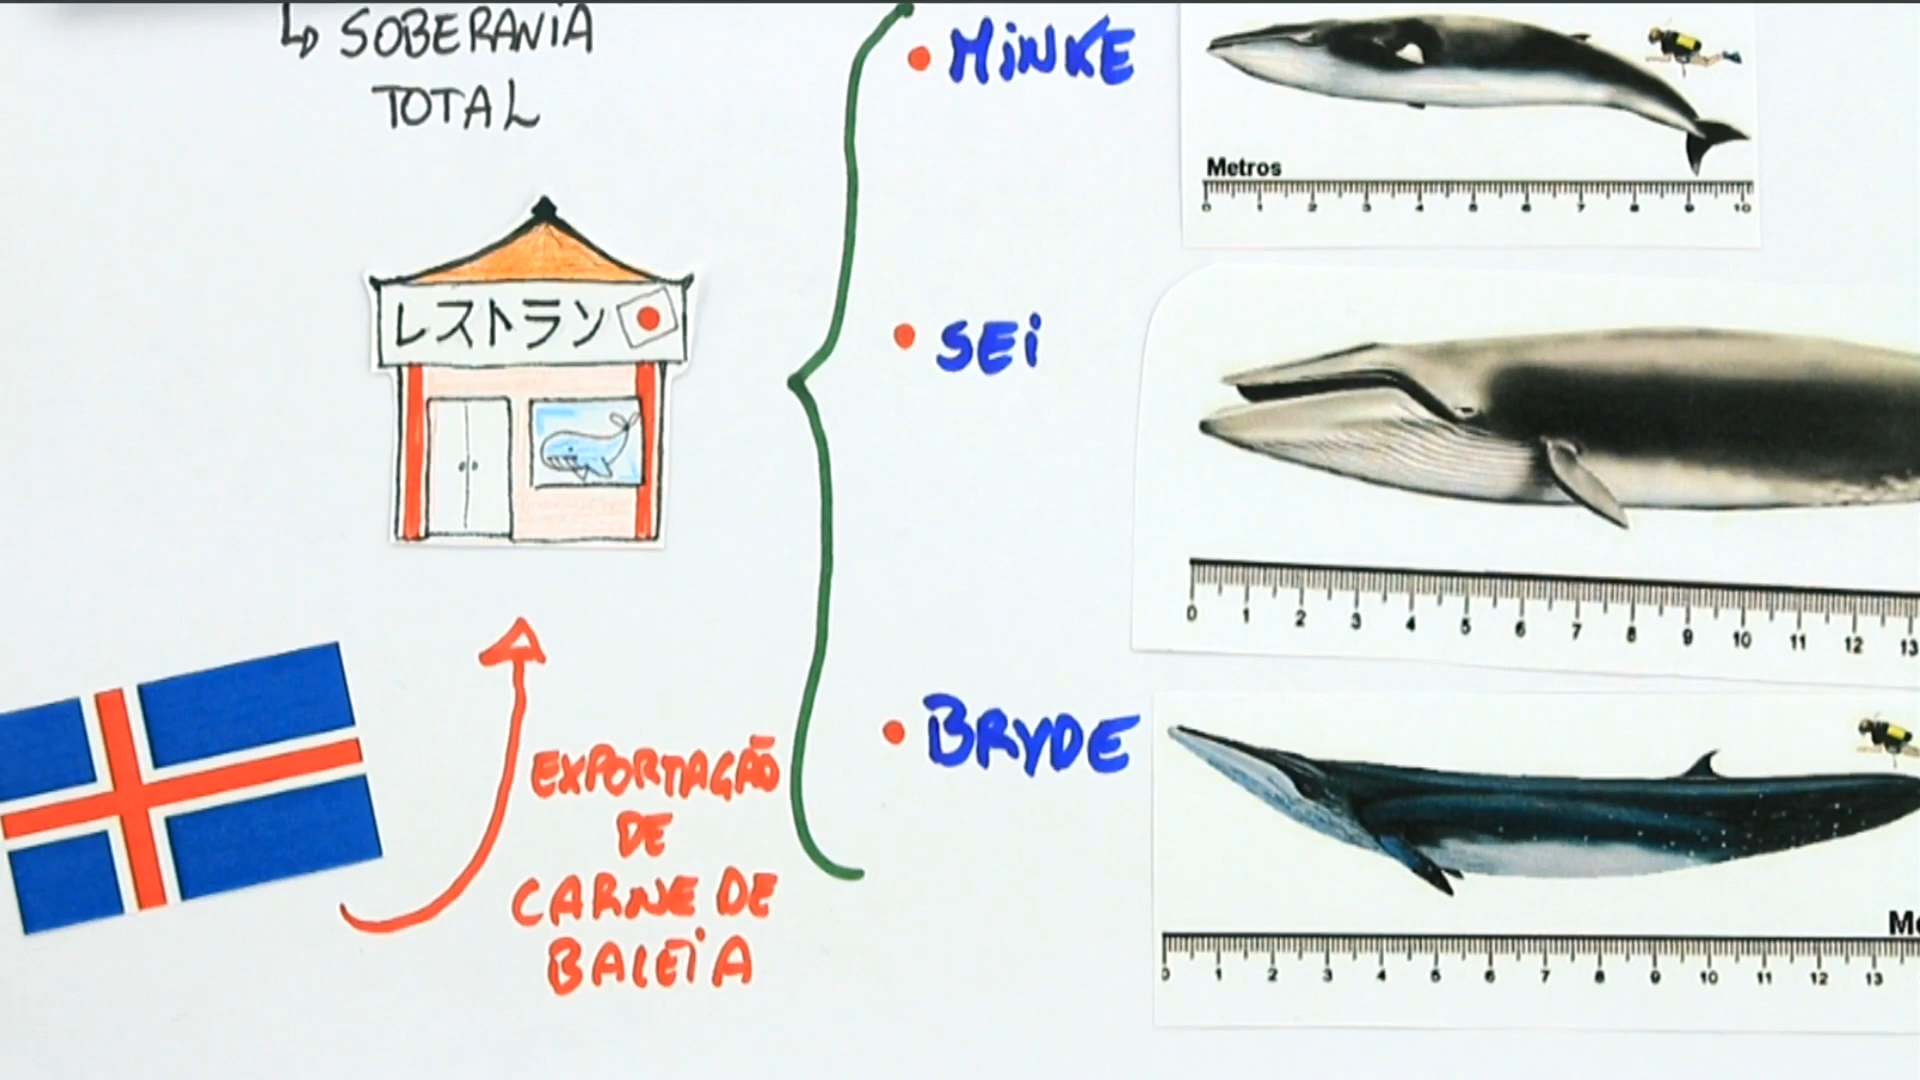 ↳ SOBERANIA
TOTAL
レストラン
EXPORTAÇÃO
DE
CARNE DE
BALEIA
• MINKE
Metros
0 1 2 3 4 5 6 7 8 9 10
• SEI
0 1 2 3 4 5 6 7 8 9 10 11 12 13
• BRYDE
Me
0 1 2 3 4 5 6 7 8 9 10 11 12 13